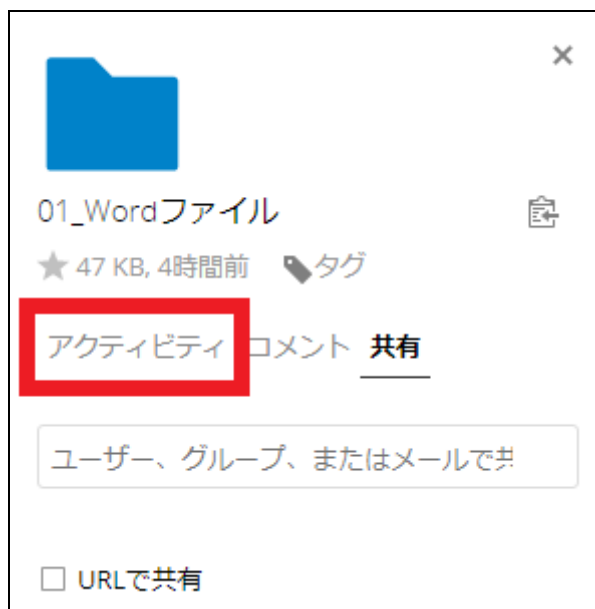 01_Wordファイル
47 KB, 4時間前 タグ
アクティビティ コメント 共有
ユーザー、グループ、またはメールで
URLで共有